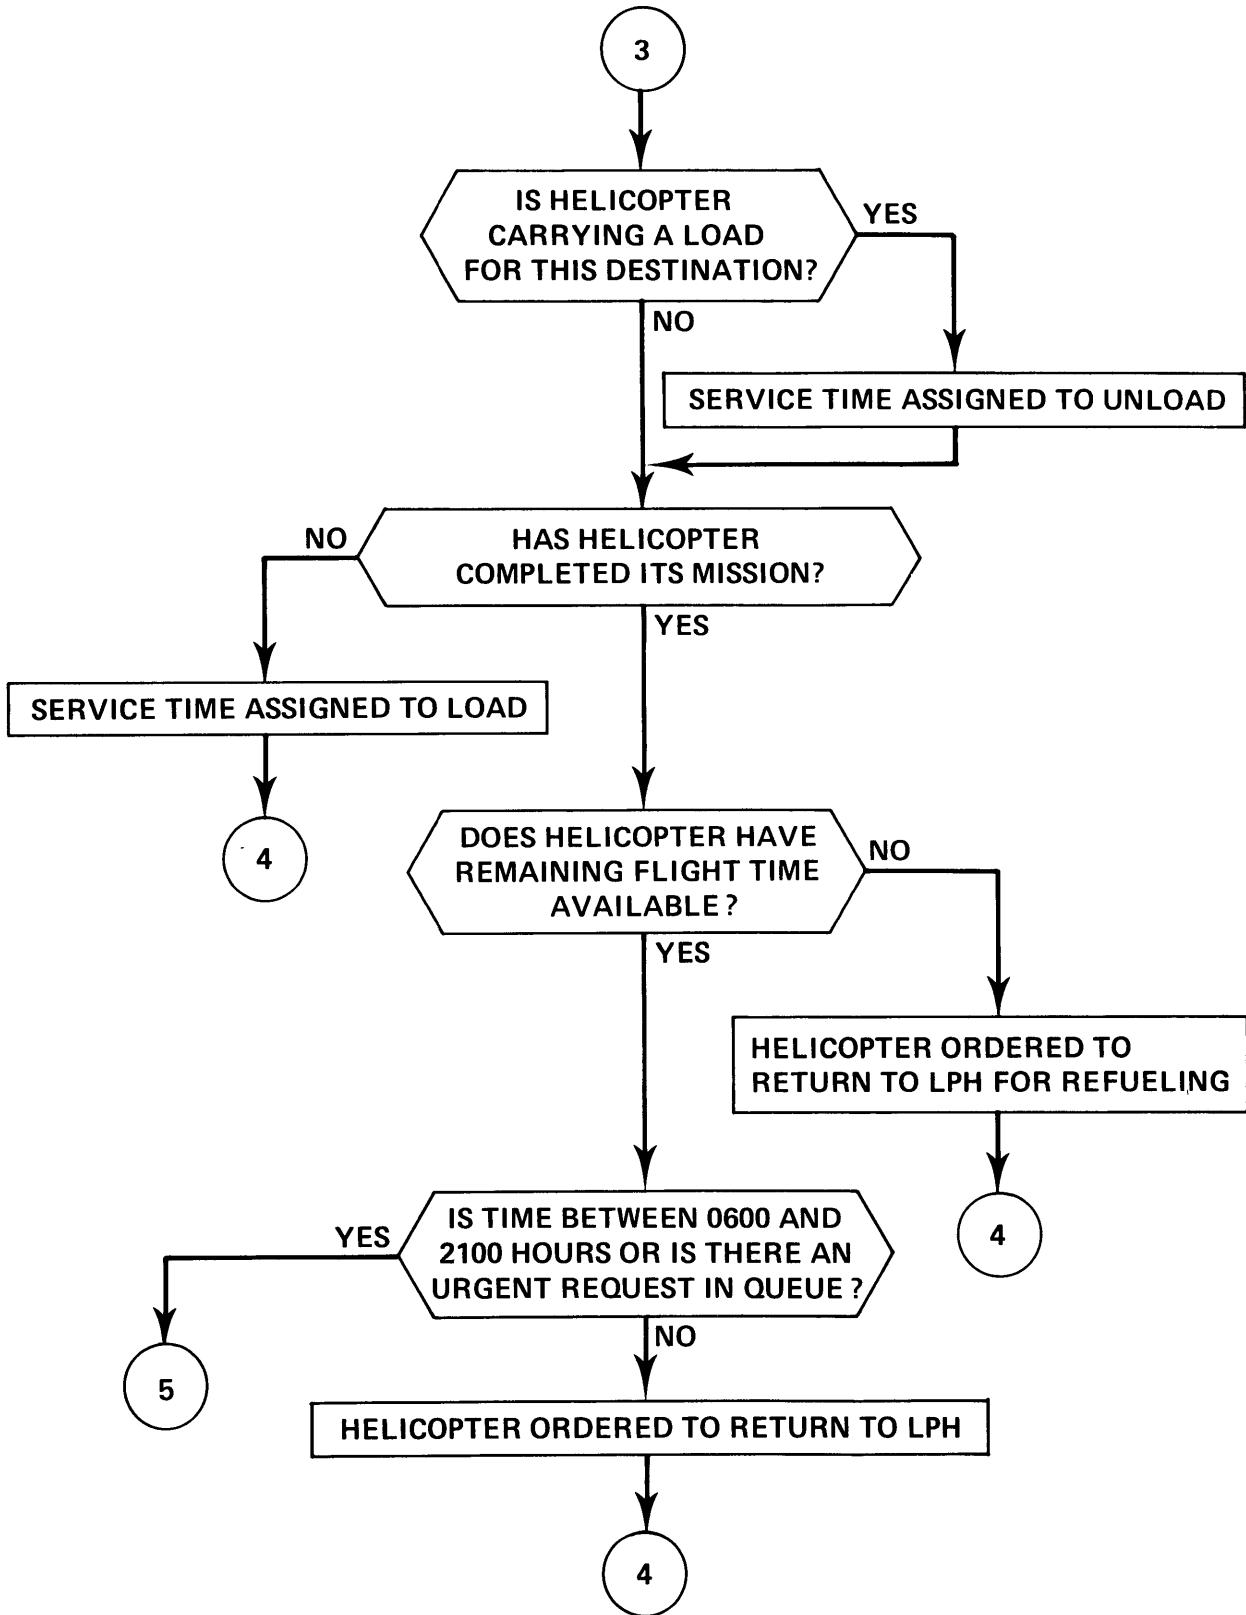 3
IS HELICOPTER
CARRYING A LOAD
FOR THIS DESTINATION?
YES
NO
SERVICE TIME ASSIGNED TO UNLOAD
NO
HAS HELICOPTER
COMPLETED ITS MISSION?
YES
SERVICE TIME ASSIGNED TO LOAD
4
DOES HELICOPTER HAVE
REMAINING FLIGHT TIME
AVAILABLE?
NO
YES
HELICOPTER ORDERED TO
RETURN TO LPH FOR REFUELING
4
YES
IS TIME BETWEEN 0600 AND
2100 HOURS OR IS THERE AN
URGENT REQUEST IN QUEUE?
NO
5
HELICOPTER ORDERED TO RETURN TO LPH
4